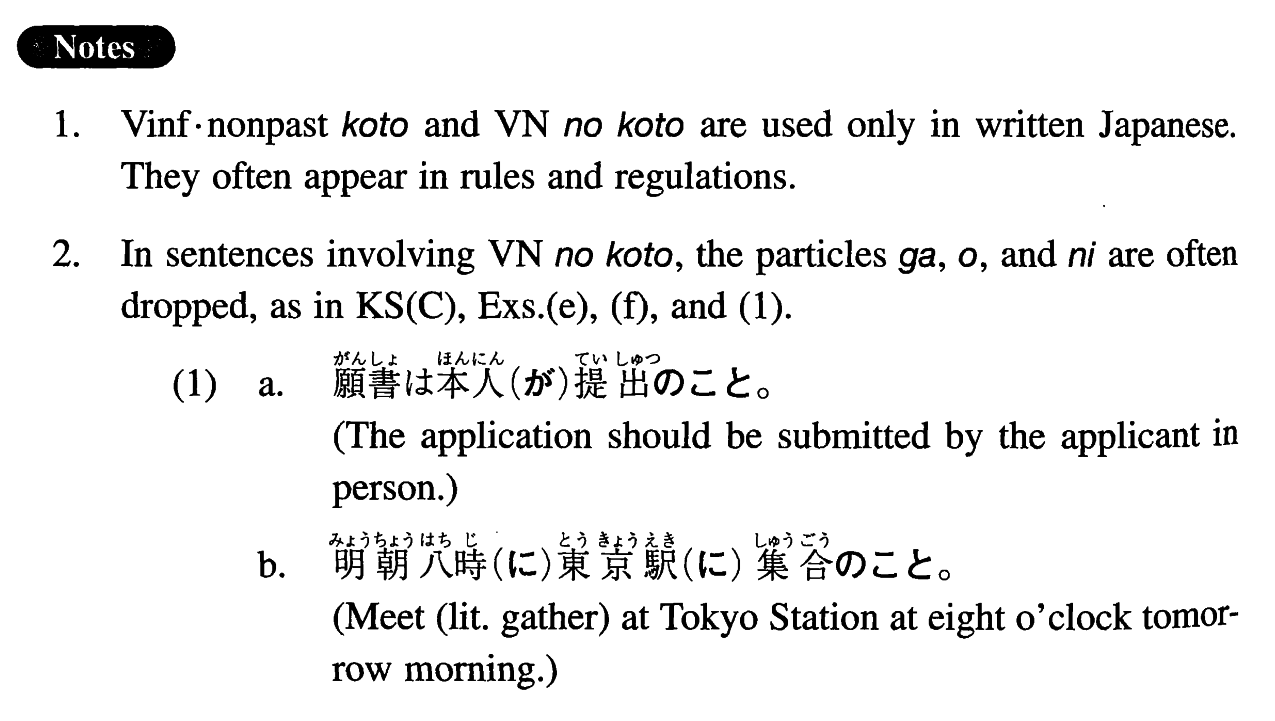 Notes
1. Vinf·nonpast koto and VN no koto are used only in written Japanese.
They often appear in rules and regulations.
2. In sentences involving VN no koto, the particles ga, o, and ni are often
dropped, as in KS(C), Exs.(e), (f), and (1).
がんしょ ほんにん ていしゅつ
(1) a. 願書は本人(が)提出のこと。
(The application should be submitted by the applicant in
person.)
みょうちょうはちじ とうきょうえき しゅうごう
b. 明朝八時(に)東京駅(に)集合のこと。
(Meet (lit. gather) at Tokyo Station at eight o'clock tomor-
row morning.)